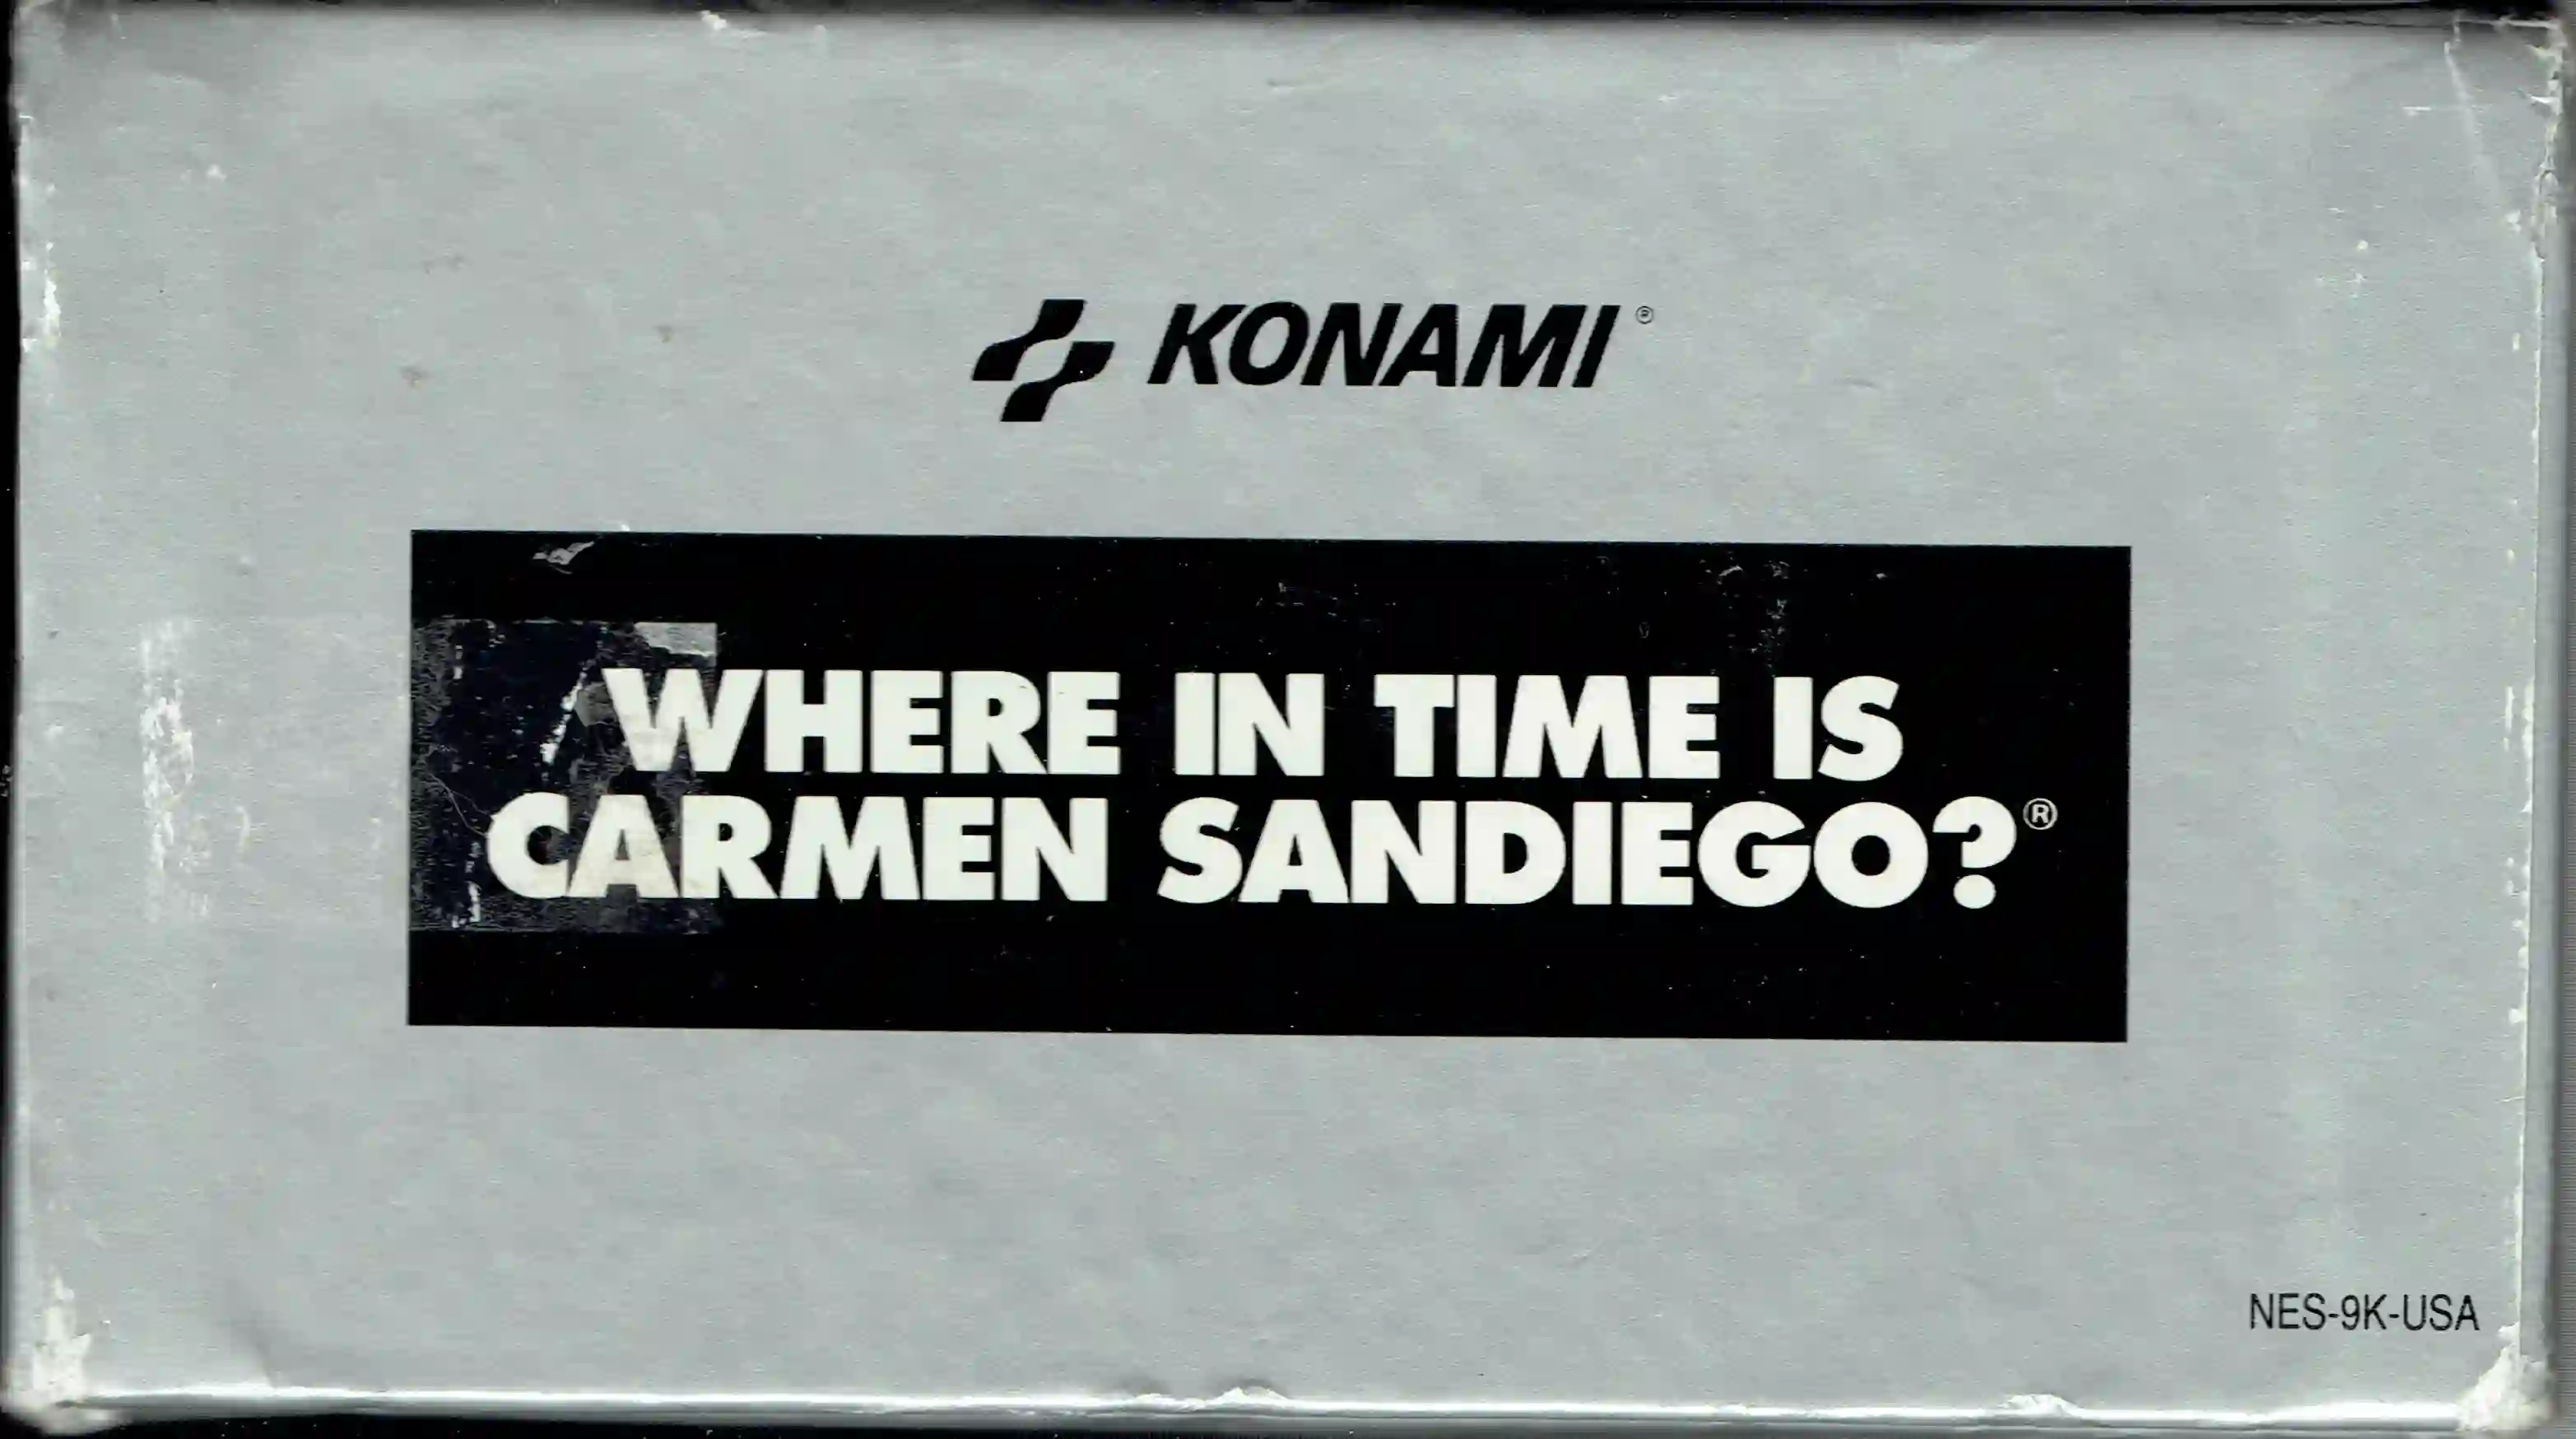 KONAMI®
WHERE IN TIME IS
CARMEN SANDIEGO?®
NES-9K-USA